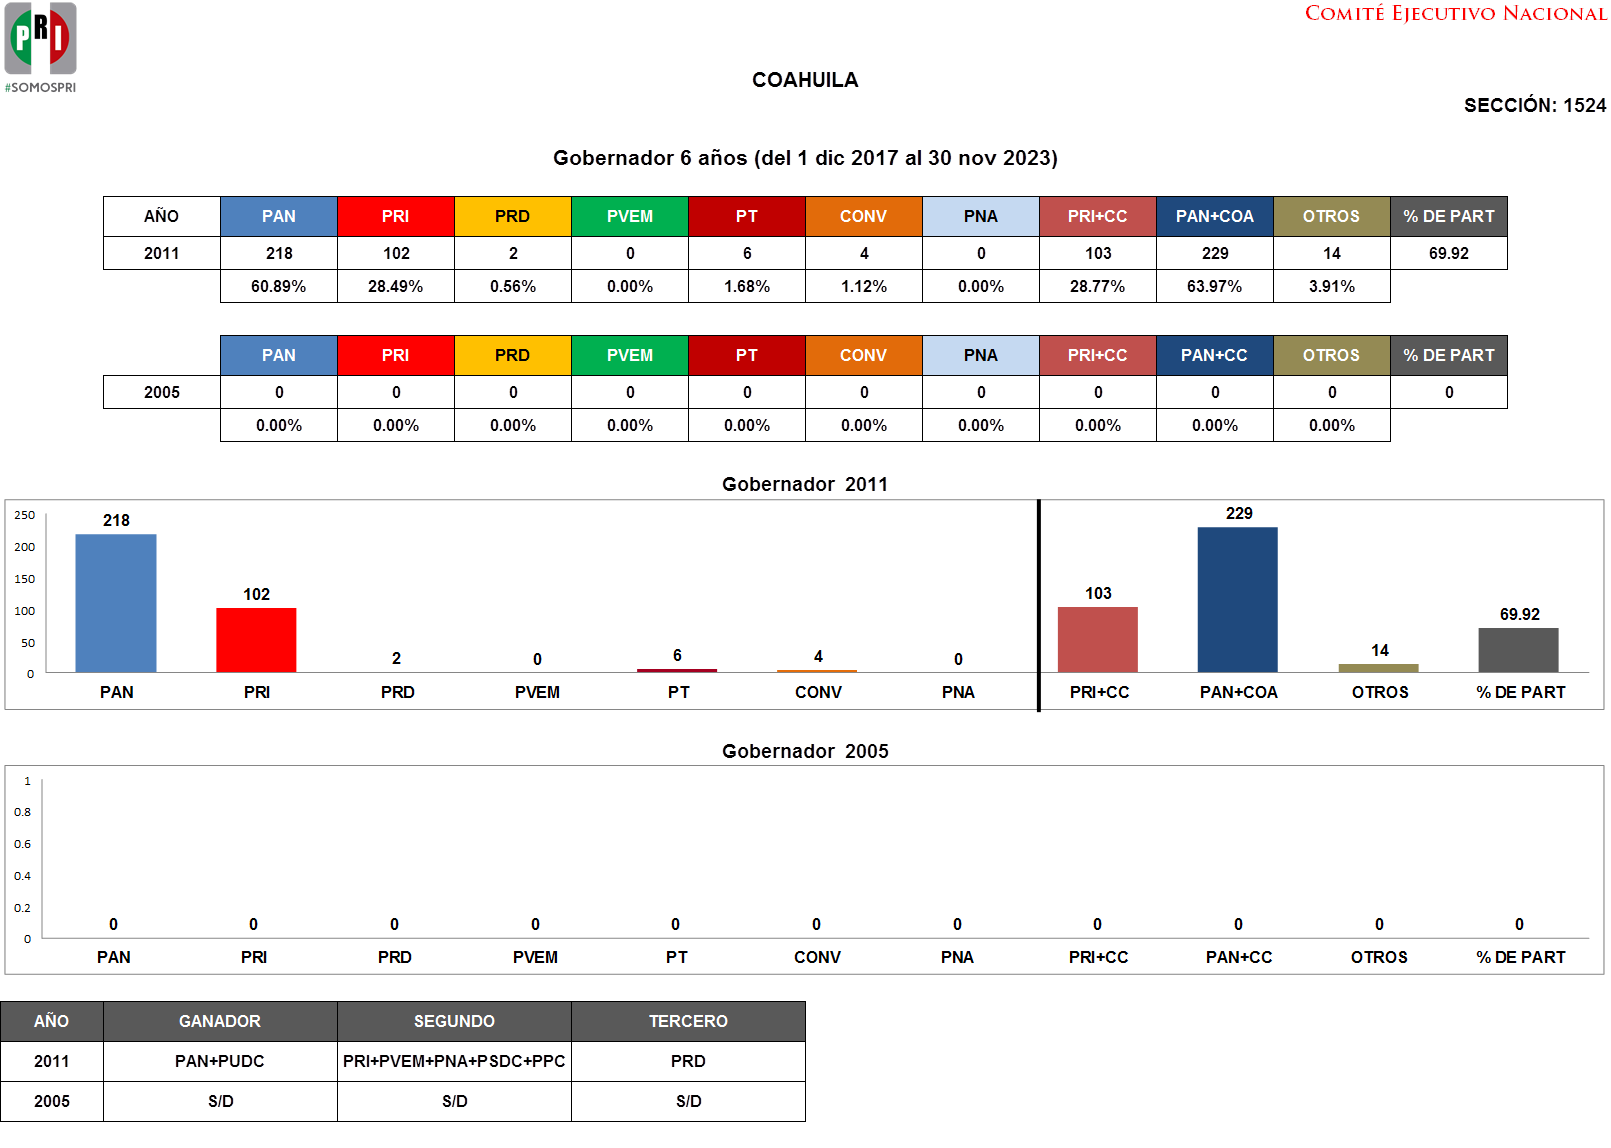 PRI
#SOMOSPRI
COMITÉ EJECUTIVO NACIONAL
COAHUILA
SECCIÓN: 1524
Gobernador 6 años (del 1 dic 2017 al 30 nov 2023)
AÑO PAN PRI PRD PVEM PT CONV PNA PRI+CC PAN+COA OTROS % DE PART
2011 218 102 2 0 6 4 0 103 229 14 69.92
60.89% 28.49% 0.56% 0.00% 1.68% 1.12% 0.00% 28.77% 63.97% 3.91%
PAN PRI PRD PVEM PT CONV PNA PRI+CC PAN+CC OTROS % DE PART
2005 0 0 0 0 0 0 0 0 0 0 0
0.00% 0.00% 0.00% 0.00% 0.00% 0.00% 0.00% 0.00% 0.00% 0.00%
Gobernador 2011
250
200
150
100
50
0
218 102 2 0 6 4 0 103 229 14 69.92
PAN PRI PRD PVEM PT CONV PNA PRI+CC PAN+COA OTROS % DE PART
Gobernador 2005
1
0.8
0.6
0.4
0.2
0
0 0 0 0 0 0 0 0 0 0 0
PAN PRI PRD PVEM PT CONV PNA PRI+CC PAN+CC OTROS % DE PART
AÑO GANADOR SEGUNDO TERCERO
2011 PAN+PUDC PRI+PVEM+PNA+PSDC+PPC PRD
2005 S/D S/D S/D